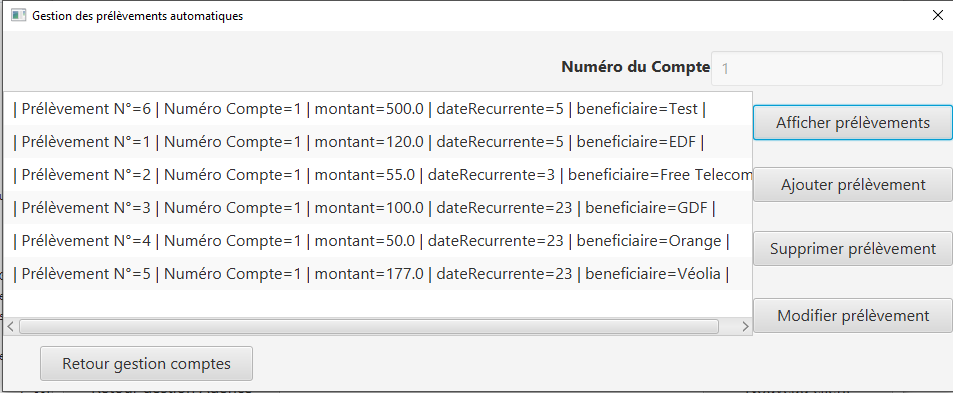 Gestion des prélèvements automatiques
Numéro du Compte 1
| Prélèvement N°=6 | Numéro Compte=1 | montant=500.0 | dateRecurrente=5 | beneficiaire=Test |
| Prélèvement N°=1 | Numéro Compte=1 | montant=120.0 | dateRecurrente=5 | beneficiaire=EDF |
| Prélèvement N°=2 | Numéro Compte=1 | montant=55.0 | dateRecurrente=3 | beneficiaire=Free Telecom
| Prélèvement N°=3 | Numéro Compte=1 | montant=100.0 | dateRecurrente=23 | beneficiaire=GDF |
| Prélèvement N°=4 | Numéro Compte=1 | montant=50.0 | dateRecurrente=23 | beneficiaire=Orange |
| Prélèvement N°=5 | Numéro Compte=1 | montant=177.0 | dateRecurrente=23 | beneficiaire=Véolia |
Afficher prélèvements
Ajouter prélèvement
Supprimer prélèvement
Modifier prélèvement
Retour gestion comptes